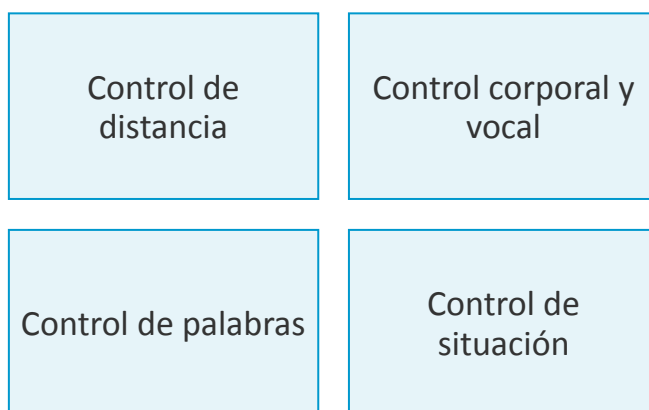 Control de
distancia
Control corporal y
vocal
Control de palabras
Control de
situación